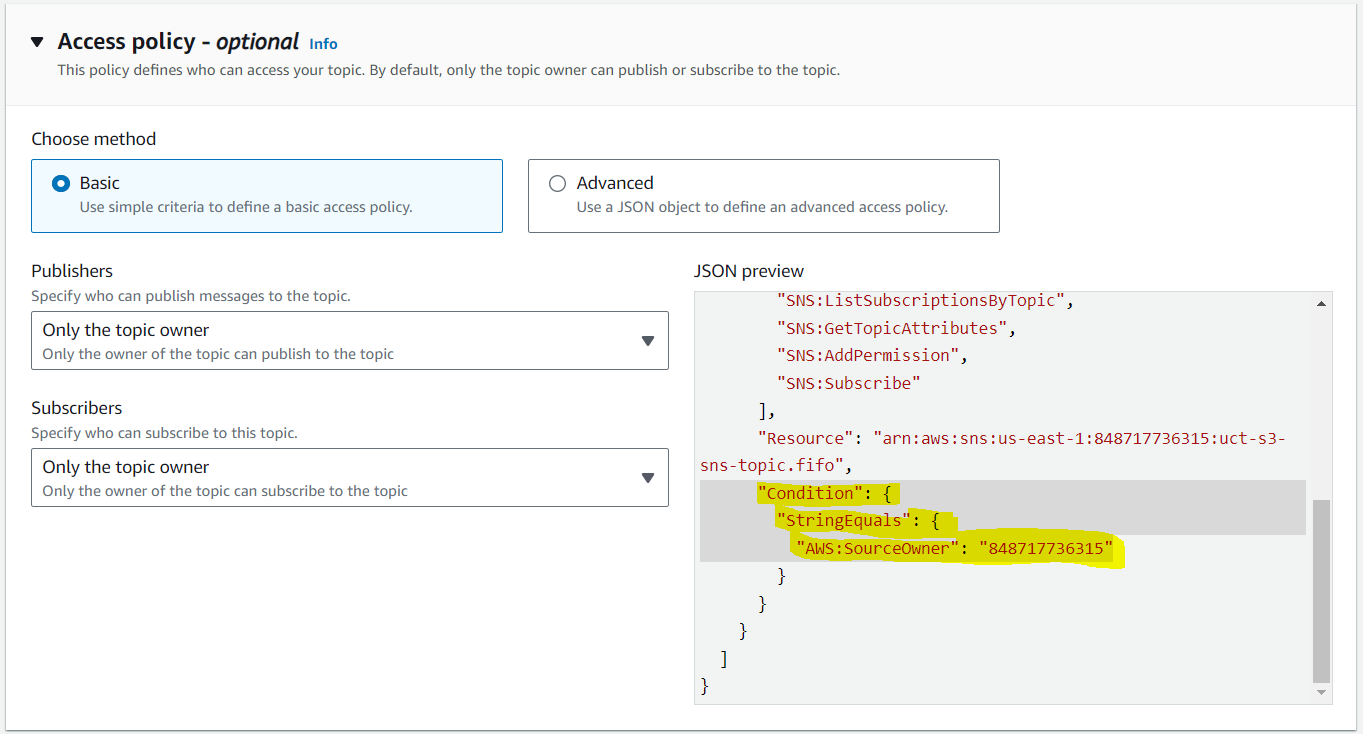 Access policy - optional Info
This policy defines who can access your topic. By default, only the topic owner can publish or subscribe to the topic.
Choose method
Basic
Use simple criteria to define a basic access policy.
Advanced
Use a JSON object to define an advanced access policy.
Publishers
Specify who can publish messages to the topic.
Only the topic owner
Only the owner of the topic can publish to the topic
Subscribers
Specify who can subscribe to this topic.
Only the topic owner
Only the owner of the topic can subscribe to the topic
JSON preview
"SNS:ListSubscriptionsByTopic",
"SNS:GetTopicAttributes",
"SNS:AddPermission",
"SNS:Subscribe"
],
"Resource": "arn:aws:sns:us-east-1:848717736315:uct-s3-
sns-topic.fifo",
"Condition": {
"StringEquals": {
"AWS:SourceOwner": "848717736315"
}
}
}
]
}